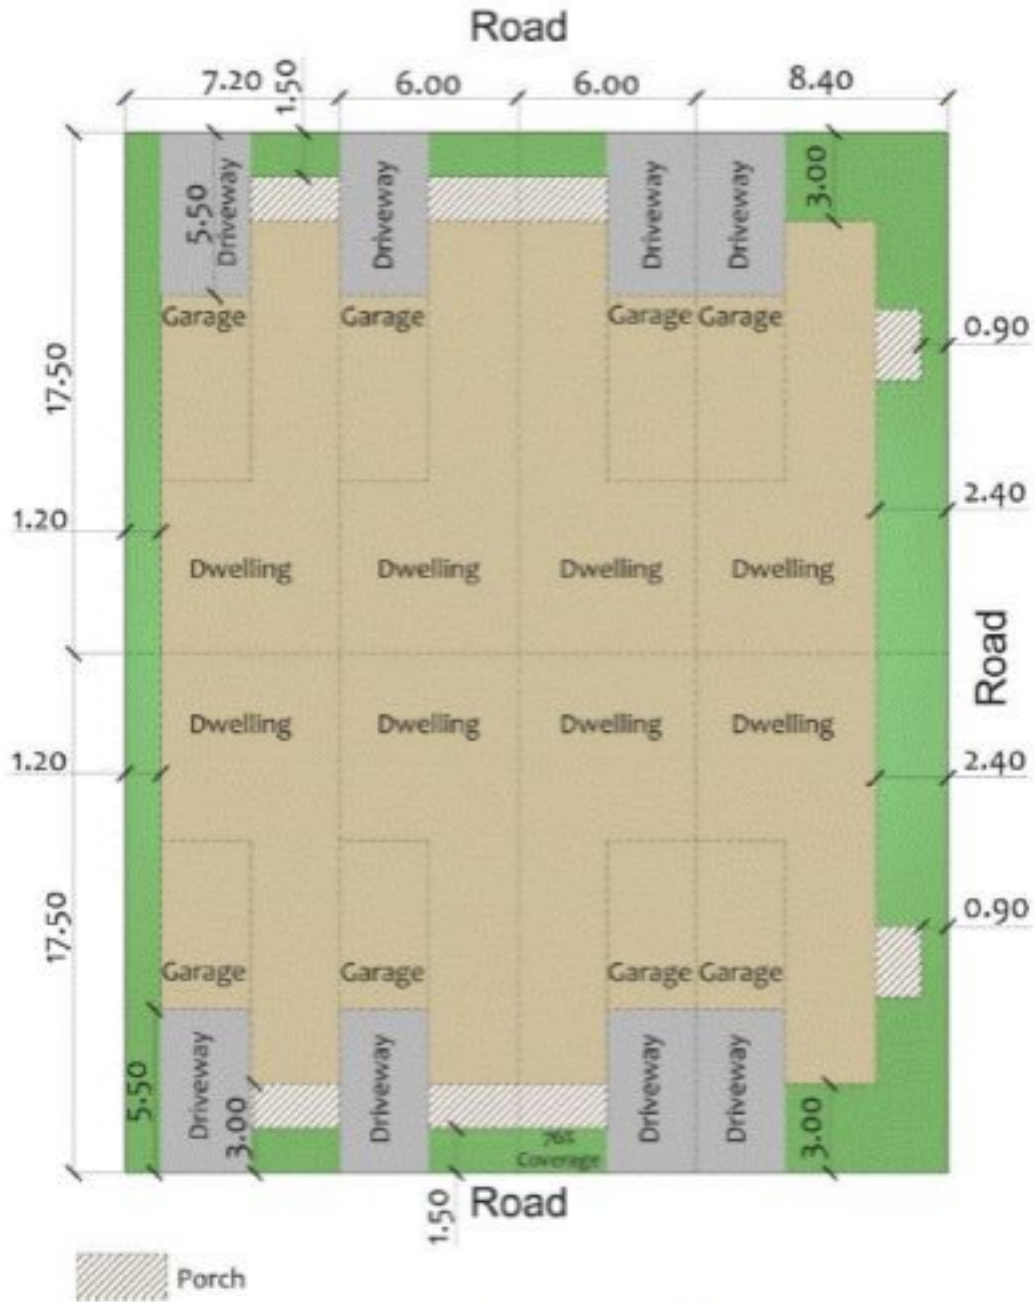 Road
7.20
1.50
6.00
6.00
8.40
5.50
Driveway
Driveway
Driveway
Driveway
3.00
Garage
Garage
Garage
Garage
0.90
17.50
2.40
1.20
Dwelling
Dwelling
Dwelling
Dwelling
Road
Dwelling
Dwelling
Dwelling
Dwelling
1.20
2.40
17.50
0.90
Garage
Garage
Garage
Garage
5.50
Driveway
3.00
Driveway
Driveway
Driveway
3.00
76%
Coverage
1.50
Road
Porch